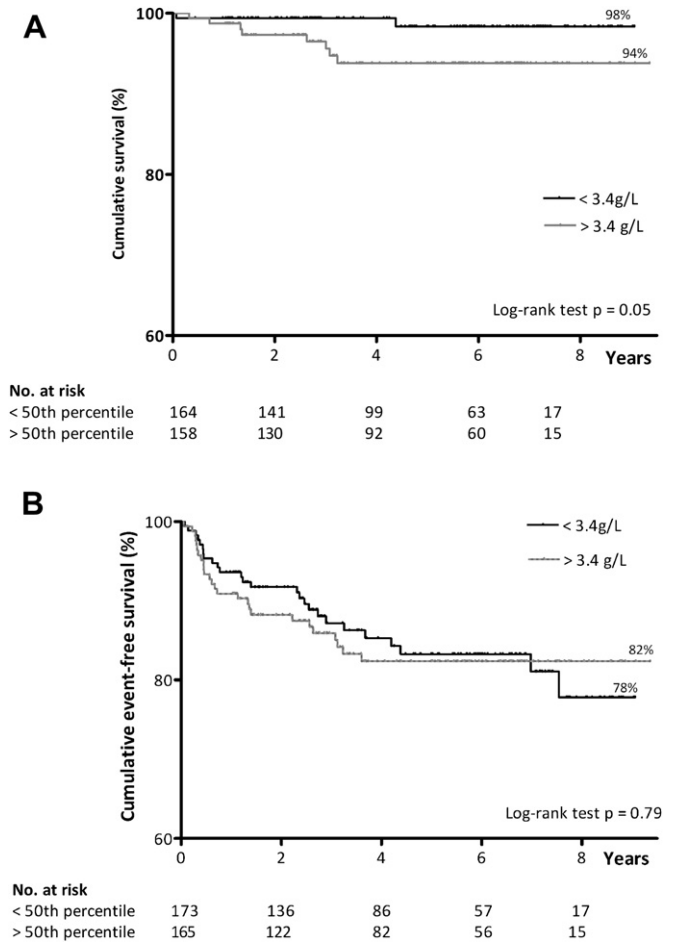 A
100
98%
94%
80
Cumulative survival (%)
< 3.4g/L
> 3.4 g/L
Log-rank test p = 0.05
60
0 2 4 6 8 Years
No. at risk
< 50th percentile 164 141 99 63 17
> 50th percentile 158 130 92 60 15
B
100
< 3.4g/L
> 3.4 g/L
Cumulative event-free survival (%)
82%
80
78%
Log-rank test p = 0.79
60
0 2 4 6 8 Years
No. at risk
< 50th percentile 173 136 86 57 17
> 50th percentile 165 122 82 56 15